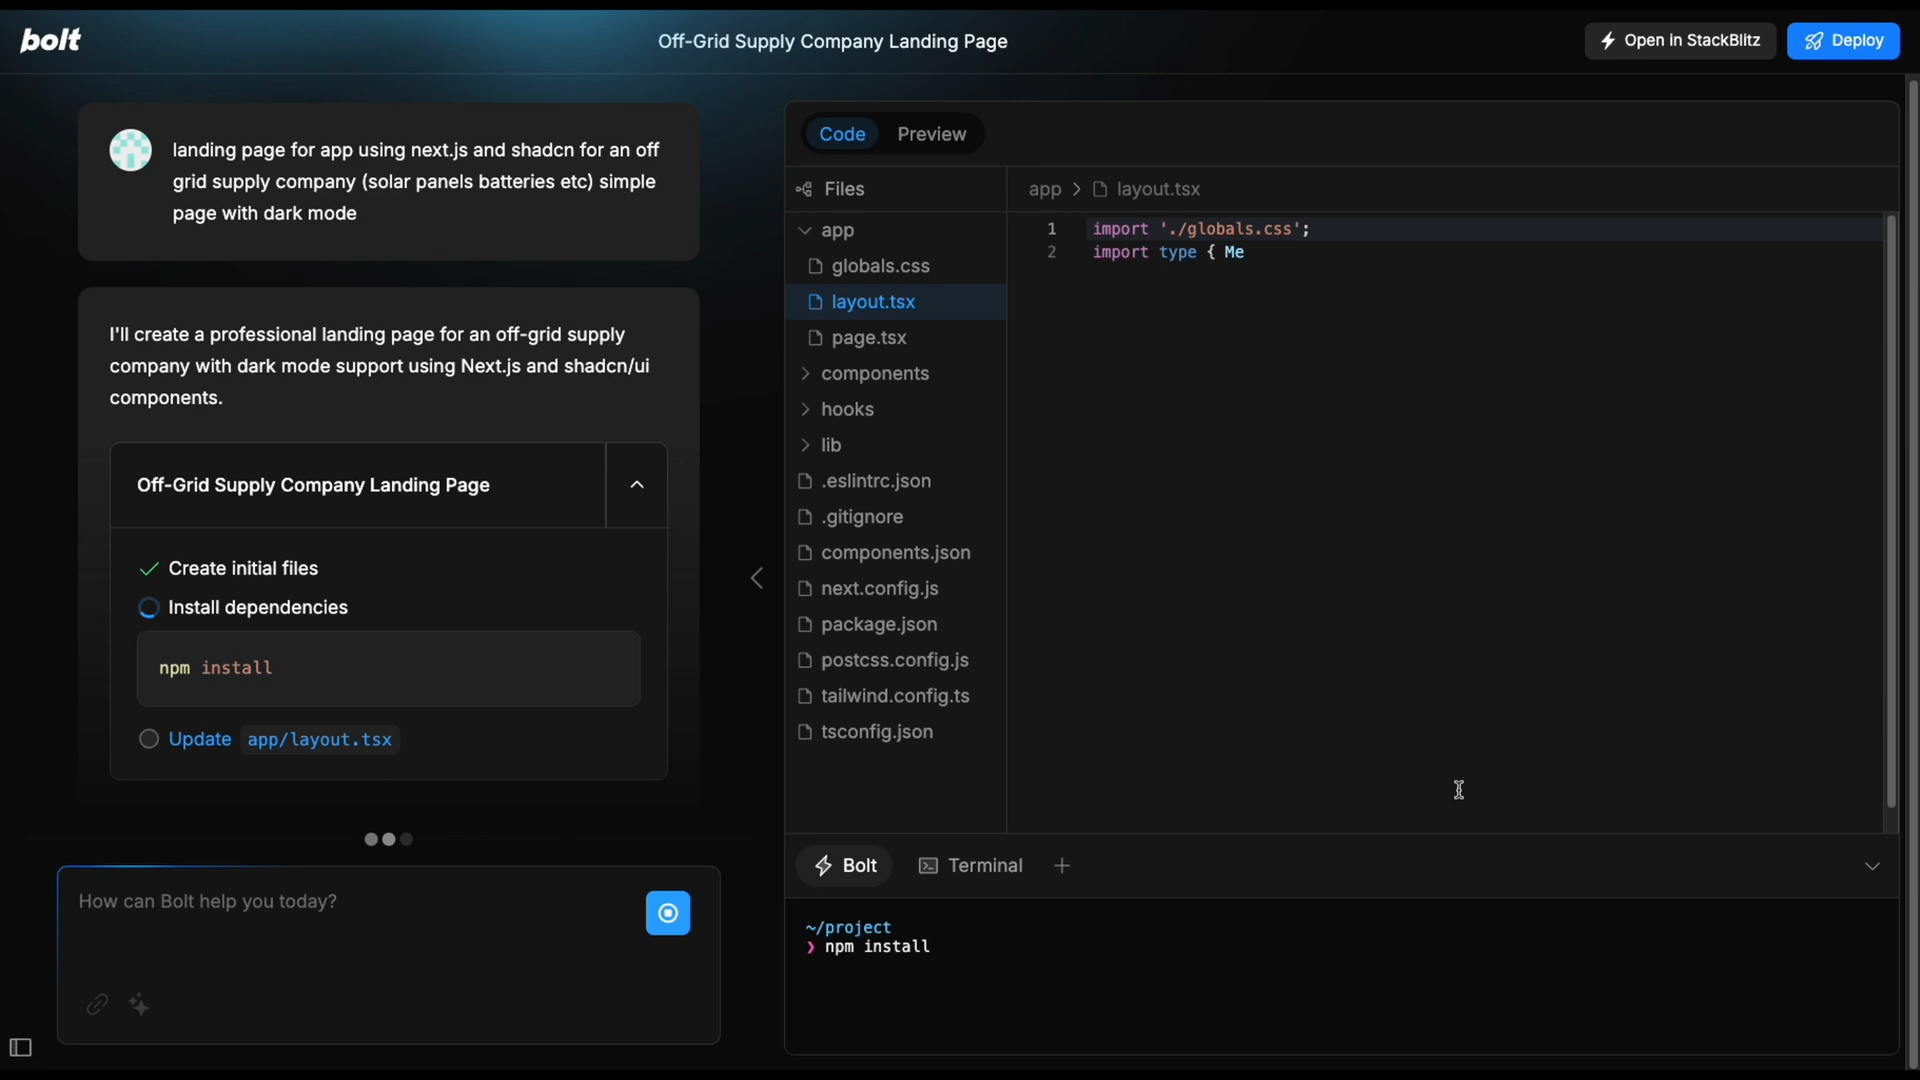 bolt
Off-Grid Supply Company Landing Page
Open in StackBlitz
Deploy
landing page for app using next.js and shadcn for an off
grid supply company (solar panels batteries etc) simple
page with dark mode
I'll create a professional landing page for an off-grid supply
company with dark mode support using Next.js and shadcn/ui
components.
Off-Grid Supply Company Landing Page
Create initial files
Install dependencies
npm install
Update app/layout.tsx
How can Bolt help you today?
Code Preview
Files
app
globals.css
layout.tsx
page.tsx
components
hooks
lib
.eslintrc.json
.gitignore
components.json
next.config.js
package.json
postcss.config.js
tailwind.config.ts
tsconfig.json
app > layout.tsx
1 import './globals.css';
2 import type { Me
Bolt Terminal +
~/project
❯ npm install